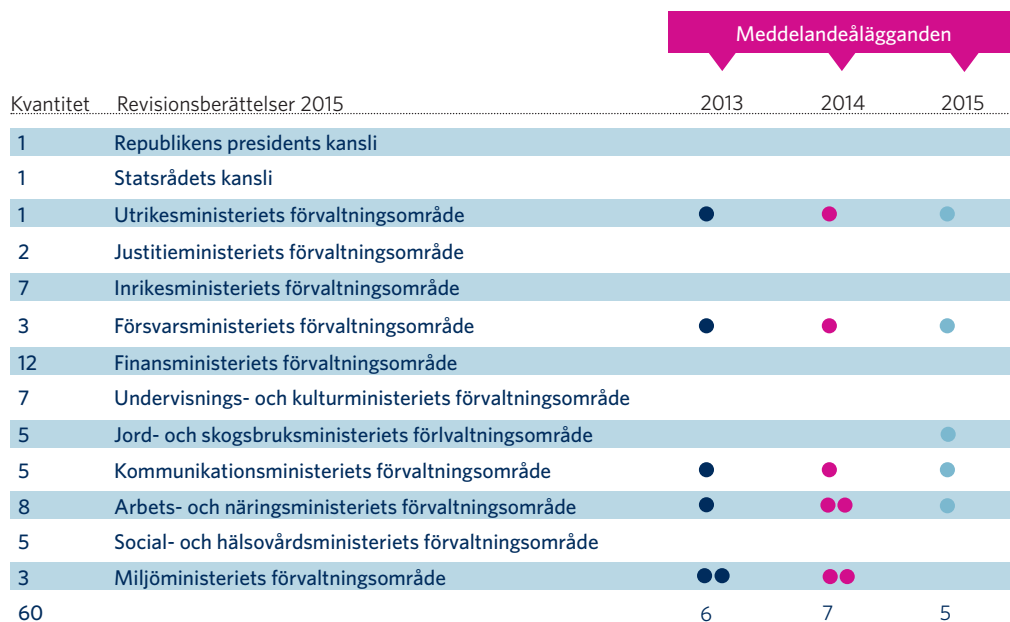 Meddelandeålägganden
Kvantitet Revisionsberättelser 2015 2013 2014 2015
1 Republikens presidents kansli
1 Statsrådets kansli
1 Utrikesministeriets förvaltningsområde
2 Justitieministeriets förvaltningsområde
7 Inrikesministeriets förvaltningsområde
3 Försvarsministeriets förvaltningsområde
12 Finansministeriets förvaltningsområde
7 Undervisnings- och kulturministeriets förvaltningsområde
5 Jord- och skogsbruksministeriets förlvaltningsområde
5 Kommunikationsministeriets förvaltningsområde
8 Arbets- och näringsministeriets förvaltningsområde
5 Social- och hälsovårdsministeriets förvaltningsområde
3 Miljöministeriets förvaltningsområde
60 6 7 5